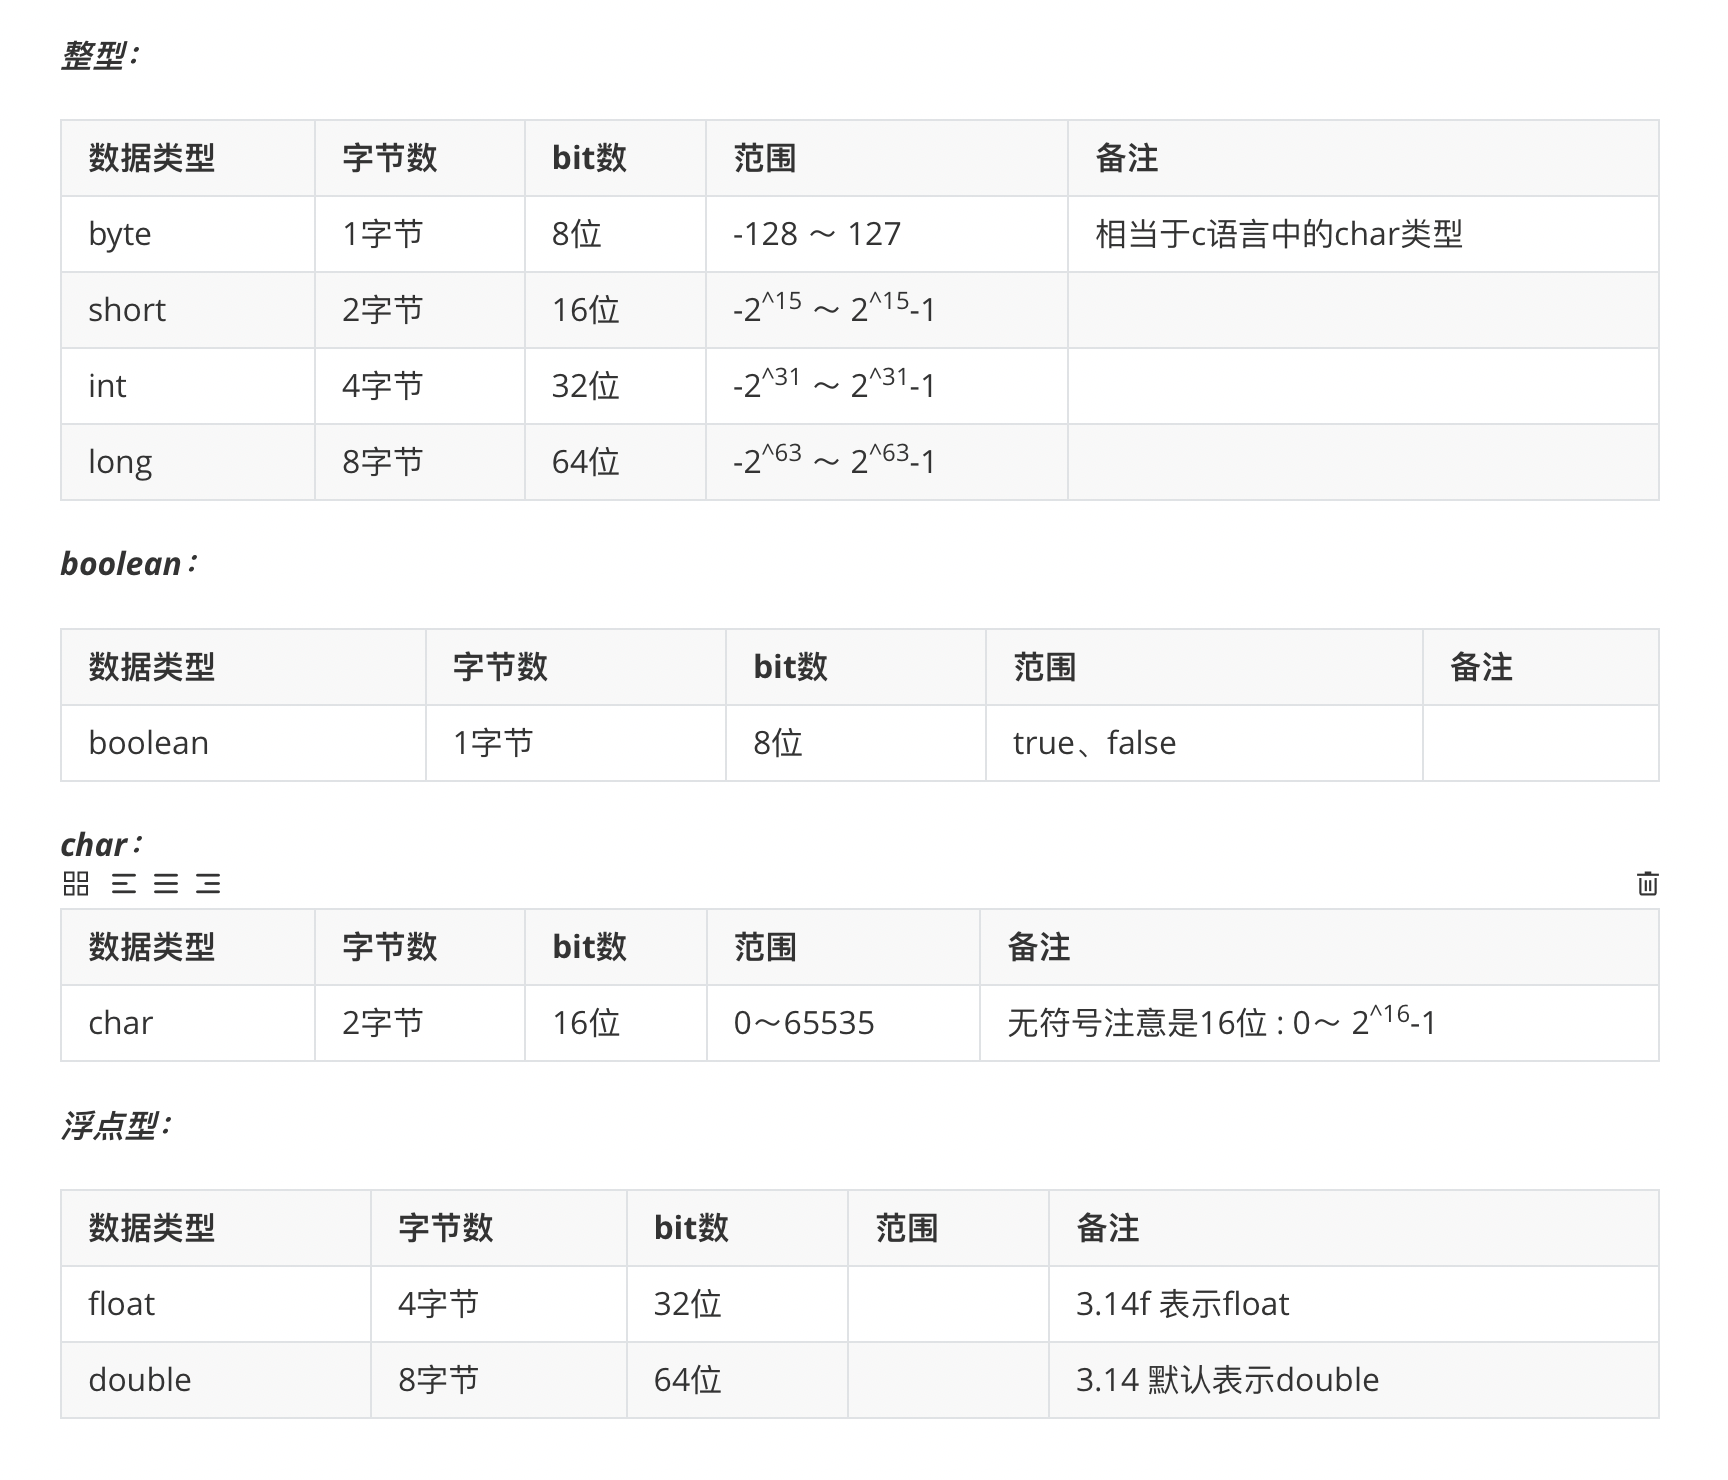 整型：
数据类型 字节数 bit数 范围 备注
byte 1字节 8位 -128 ～ 127 相当于c语言中的char类型
short 2字节 16位 -2^15 ～ 2^15-1
int 4字节 32位 -2^31 ～ 2^31-1
long 8字节 64位 -2^63 ～ 2^63-1
boolean：
数据类型 字节数 bit数 范围 备注
boolean 1字节 8位 true、false
char：
数据类型 字节数 bit数 范围 备注
char 2字节 16位 0～65535 无符号注意是16位 : 0～ 2^16-1
浮点型：
数据类型 字节数 bit数 范围 备注
float 4字节 32位 3.14f 表示float
double 8字节 64位 3.14 默认表示double